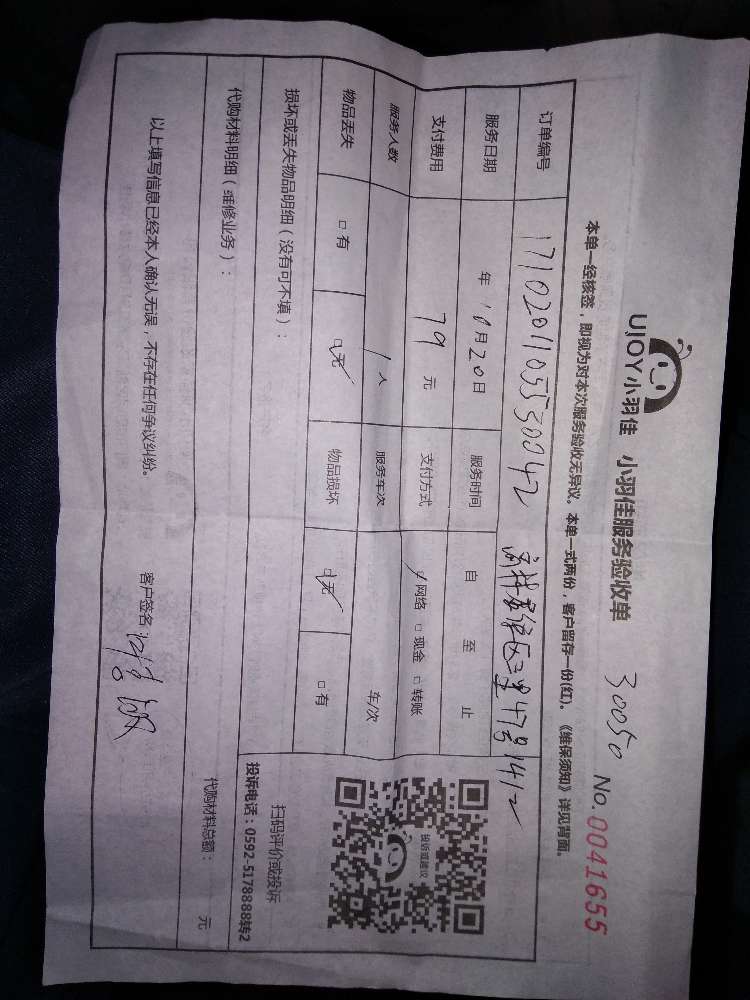 UJOY小羽佳 小羽佳服务验收单 30050
No. 0041655
本单一经核签，即视为对本次服务验收无异议。本单一式两份，客户留存一份(红)。《维保须知》详见背面。
订单编号 17102011055530042
服务日期 年 10月20日 服务时间 自 至 止
支付费用 79元 支付方式 网络 □现金 □转账
服务人数 1人 服务车次 车/次
物品丢失 □有 □无 物品损坏 □无 □有
损坏或丢失物品明细（没有可不填）：
投诉或建议
扫码评价或投诉
投诉电话：0592-5178888转2
代购材料明细（维修业务）：
代购材料总额： 元
以上填写信息已经本人确认无误，不存在任何争议纠纷。 客户签名：